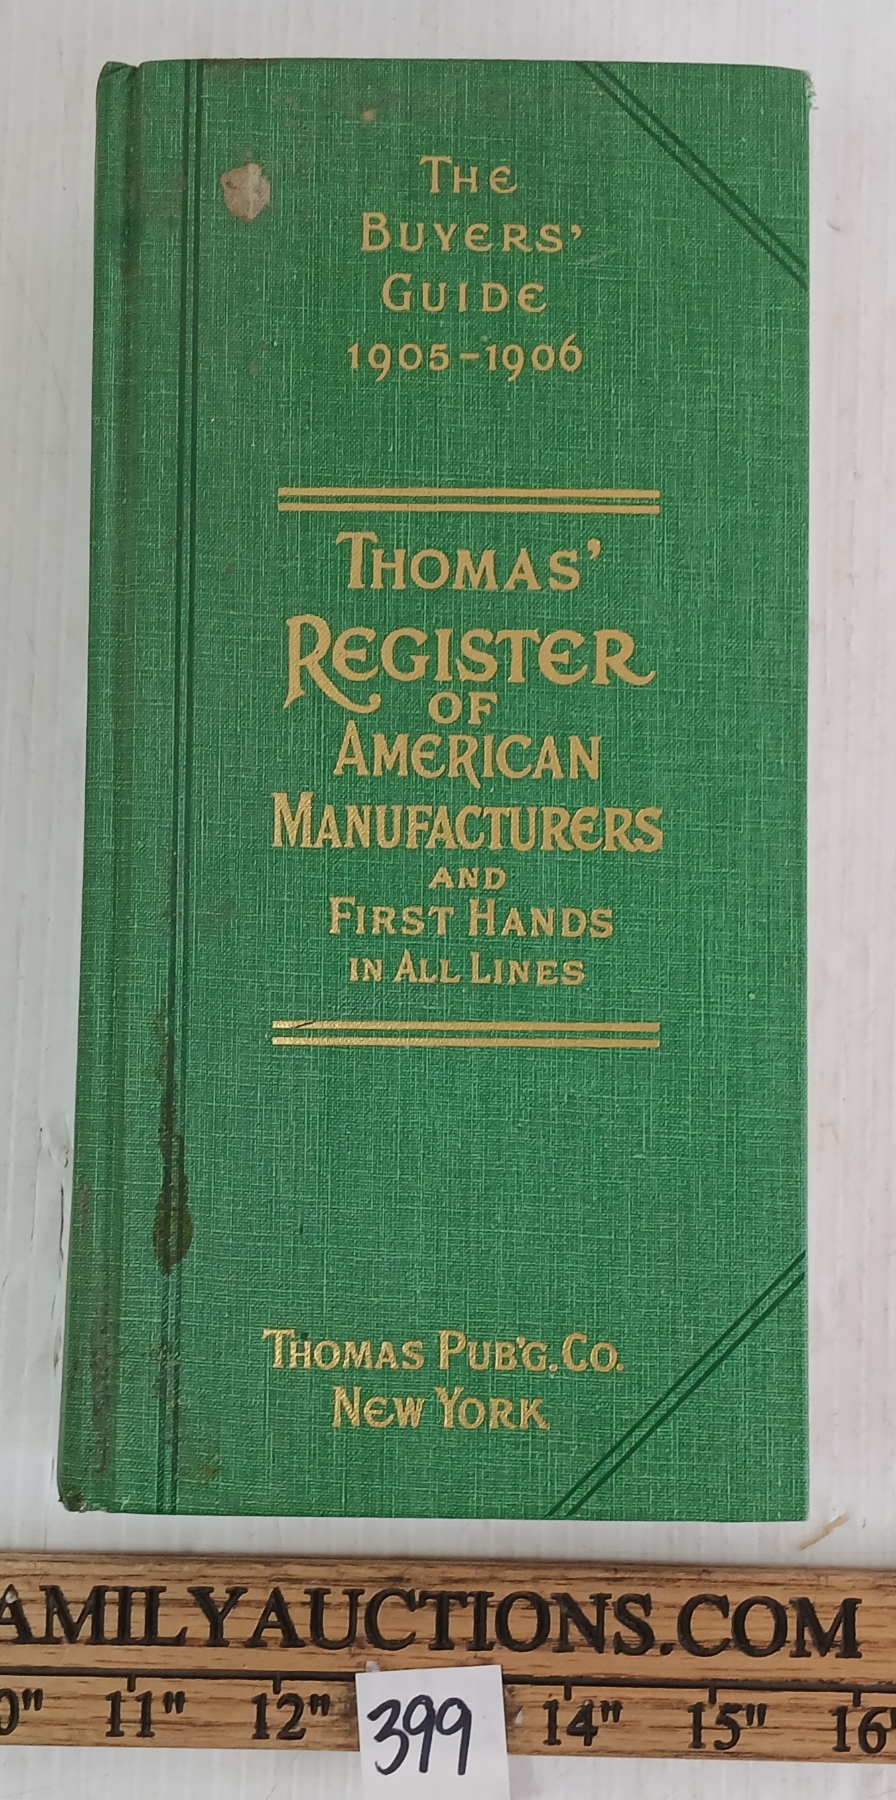 The
Buyers'
Guide
1905-1906
Thomas'
Register
of
American
Manufacturers
and
First Hands
in All Lines
Thomas Pub'g. Co.
New York
AMILYAUCTIONS.COM
0" 11" 12" 14" 15" 16"
399